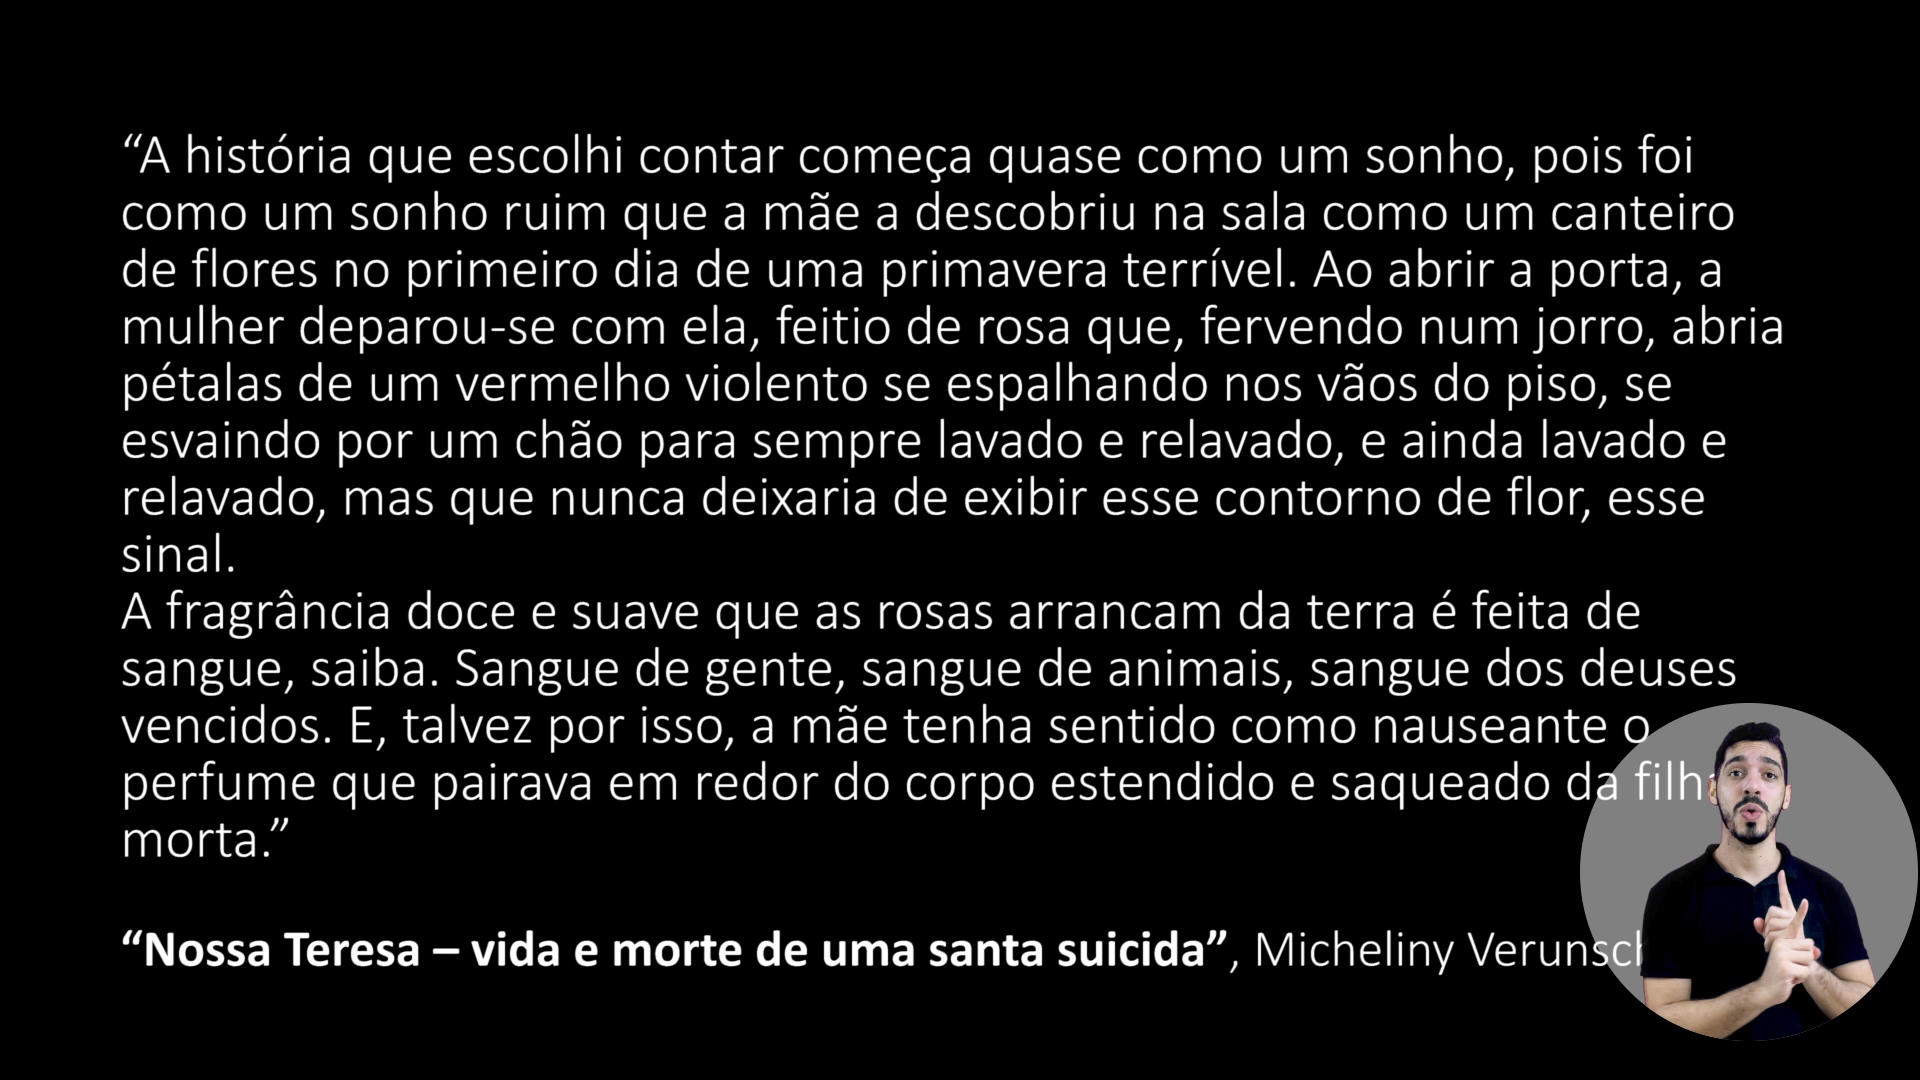 “A história que escolhi contar começa quase como um sonho, pois foi
como um sonho ruim que a mãe a descobriu na sala como um canteiro
de flores no primeiro dia de uma primavera terrível. Ao abrir a porta, a
mulher deparou-se com ela, feitio de rosa que, fervendo num jorro, abria
pétalas de um vermelho violento se espalhando nos vãos do piso, se
esvaindo por um chão para sempre lavado e relavado, e ainda lavado e
relavado, mas que nunca deixaria de exibir esse contorno de flor, esse
sinal.
A fragrância doce e suave que as rosas arrancam da terra é feita de
sangue, saiba. Sangue de gente, sangue de animais, sangue dos deuses
vencidos. E, talvez por isso, a mãe tenha sentido como nauseante o
perfume que pairava em redor do corpo estendido e saqueado da
morta.”
“Nossa Teresa – vida e morte de uma santa suicida”, Micheliny